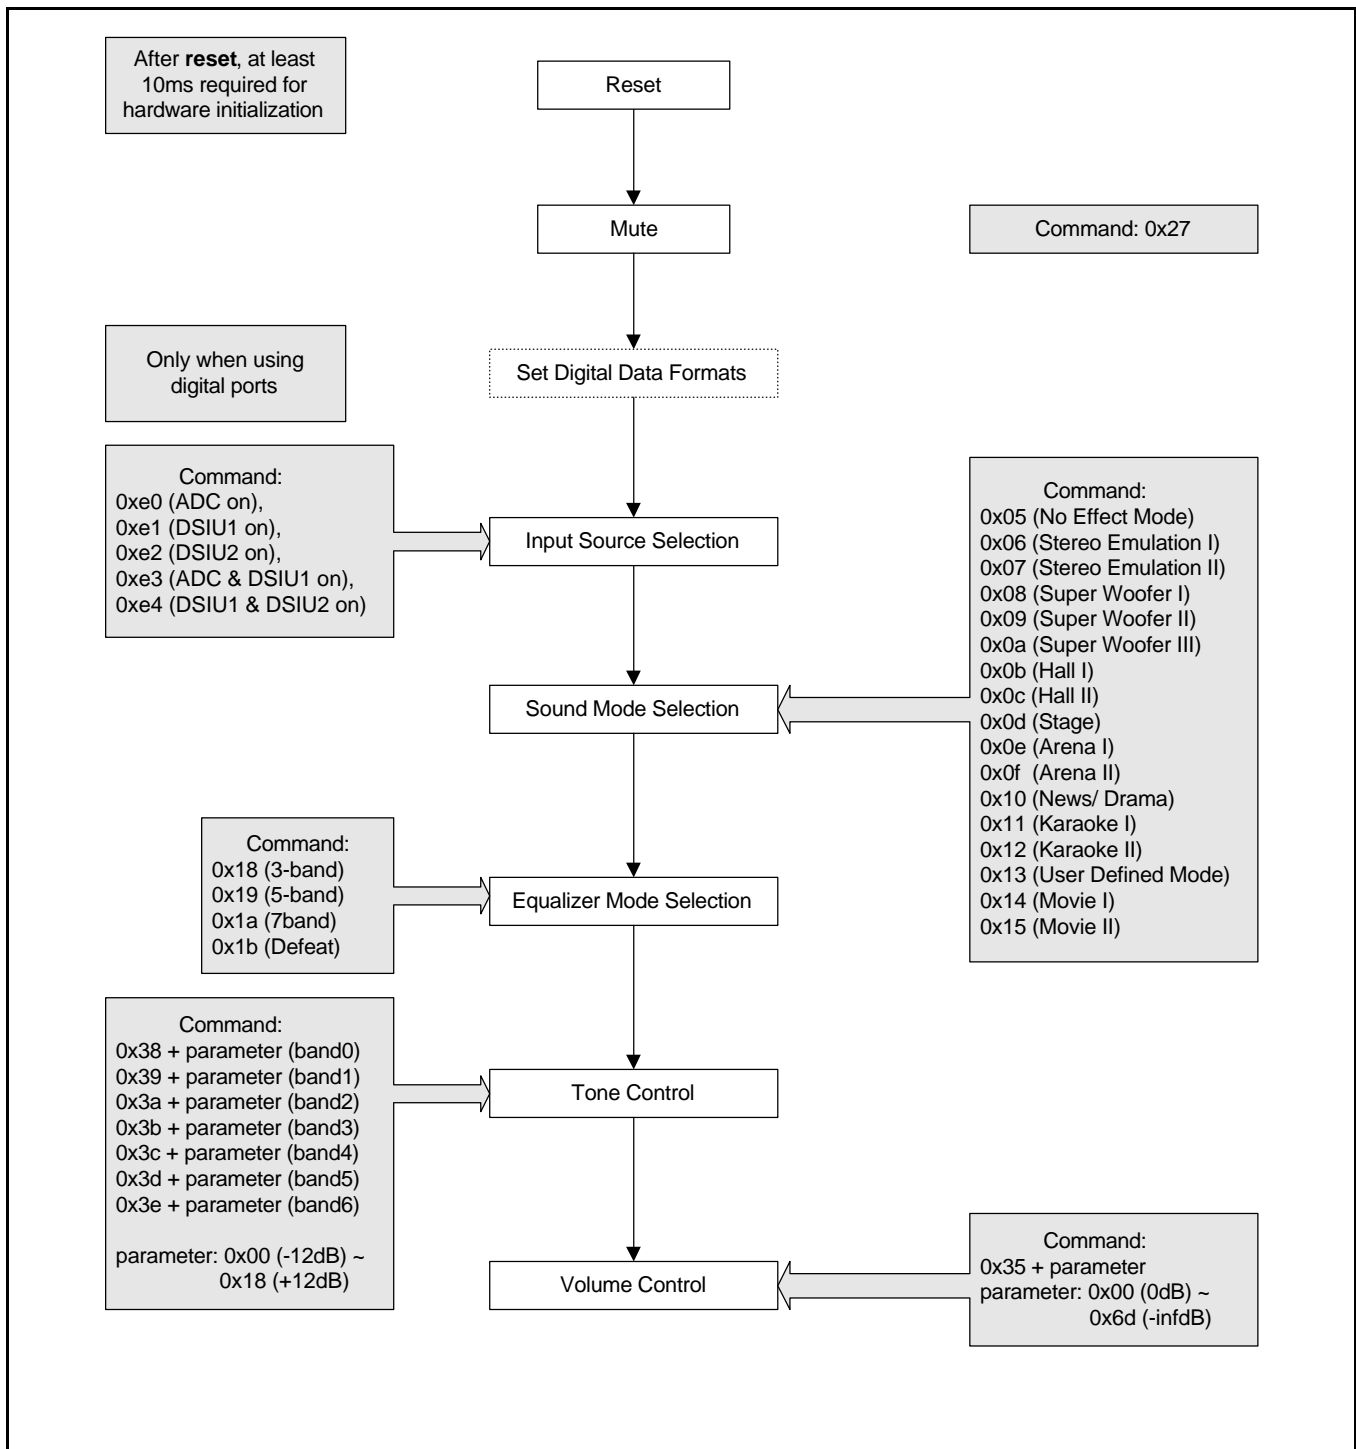 After reset, at least
10ms required for
hardware initialization
Reset
Mute
Command: 0x27
Only when using
digital ports
Set Digital Data Formats
Command:
0xe0 (ADC on),
0xe1 (DSIU1 on),
0xe2 (DSIU2 on),
0xe3 (ADC & DSIU1 on),
0xe4 (DSIU1 & DSIU2 on)
Input Source Selection
Command:
0x05 (No Effect Mode)
0x06 (Stereo Emulation I)
0x07 (Stereo Emulation II)
0x08 (Super Woofer I)
0x09 (Super Woofer II)
0x0a (Super Woofer III)
0x0b (Hall I)
0x0c (Hall II)
0x0d (Stage)
0x0e (Arena I)
0x0f (Arena II)
0x10 (News/ Drama)
0x11 (Karaoke I)
0x12 (Karaoke II)
0x13 (User Defined Mode)
0x14 (Movie I)
0x15 (Movie II)
Sound Mode Selection
Command:
0x18 (3-band)
0x19 (5-band)
0x1a (7band)
0x1b (Defeat)
Equalizer Mode Selection
Command:
0x38 + parameter (band0)
0x39 + parameter (band1)
0x3a + parameter (band2)
0x3b + parameter (band3)
0x3c + parameter (band4)
0x3d + parameter (band5)
0x3e + parameter (band6)
parameter: 0x00 (-12dB) ~
0x18 (+12dB)
Tone Control
Volume Control
Command:
0x35 + parameter
parameter: 0x00 (0dB) ~
0x6d (-infdB)